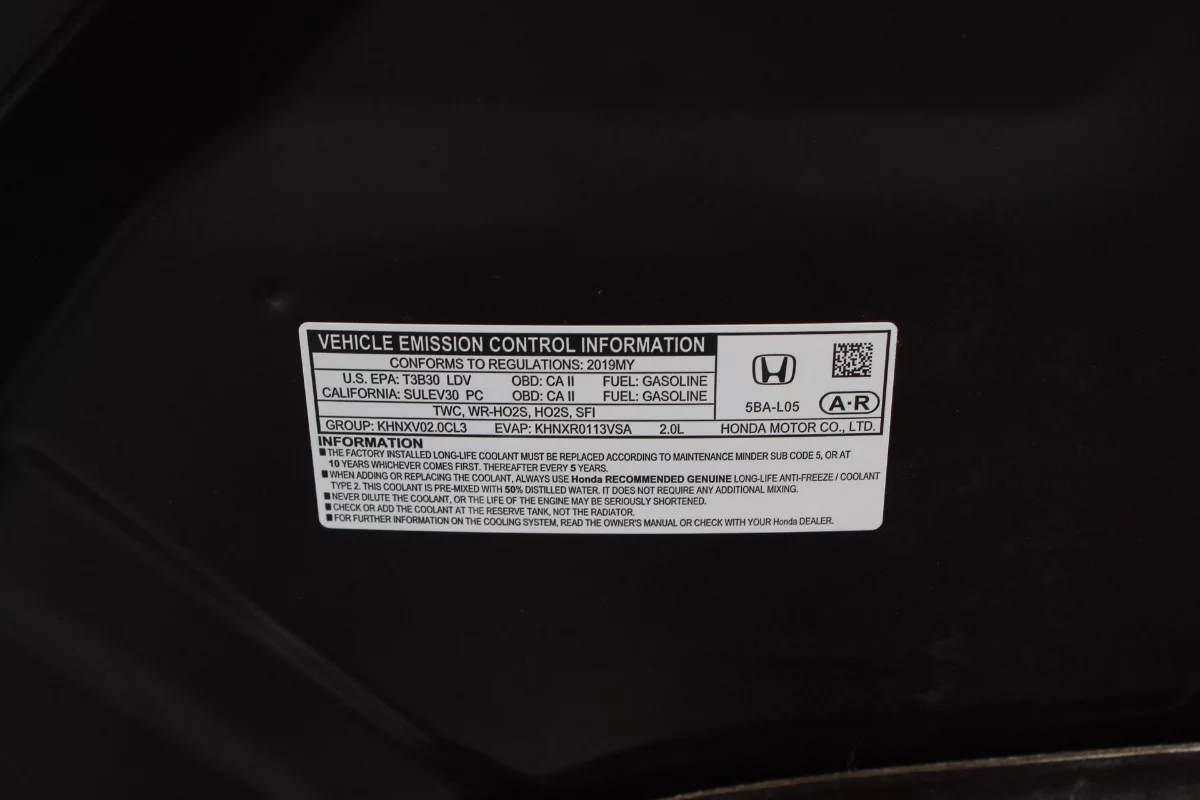 VEHICLE EMISSION CONTROL INFORMATION
CONFORMS TO REGULATIONS: 2019MY
U.S. EPA: T3B30 LDV OBD: CA II FUEL: GASOLINE
CALIFORNIA: SULEV30 PC OBD: CA II FUEL: GASOLINE
TWC, WR-HO2S, HO2S, SFI
GROUP: KHNXV02.0CL3 EVAP: KHNXR0113VSA 2.0L
5BA-L05 A·R
HONDA MOTOR CO., LTD.
INFORMATION
■THE FACTORY INSTALLED LONG-LIFE COOLANT MUST BE REPLACED ACCORDING TO MAINTENANCE MINDER SUB CODE 5, OR AT
10 YEARS WHICHEVER COMES FIRST. THEREAFTER EVERY 5 YEARS.
■WHEN ADDING OR REPLACING THE COOLANT, ALWAYS USE Honda RECOMMENDED GENUINE LONG-LIFE ANTI-FREEZE / COOLANT
TYPE 2. THIS COOLANT IS PRE-MIXED WITH 50% DISTILLED WATER. IT DOES NOT REQUIRE ANY ADDITIONAL MIXING.
■NEVER DILUTE THE COOLANT, OR THE LIFE OF THE ENGINE MAY BE SERIOUSLY SHORTENED.
■CHECK OR ADD THE COOLANT AT THE RESERVE TANK, NOT THE RADIATOR.
■FOR FURTHER INFORMATION ON THE COOLING SYSTEM, READ THE OWNER'S MANUAL OR CHECK WITH YOUR Honda DEALER.